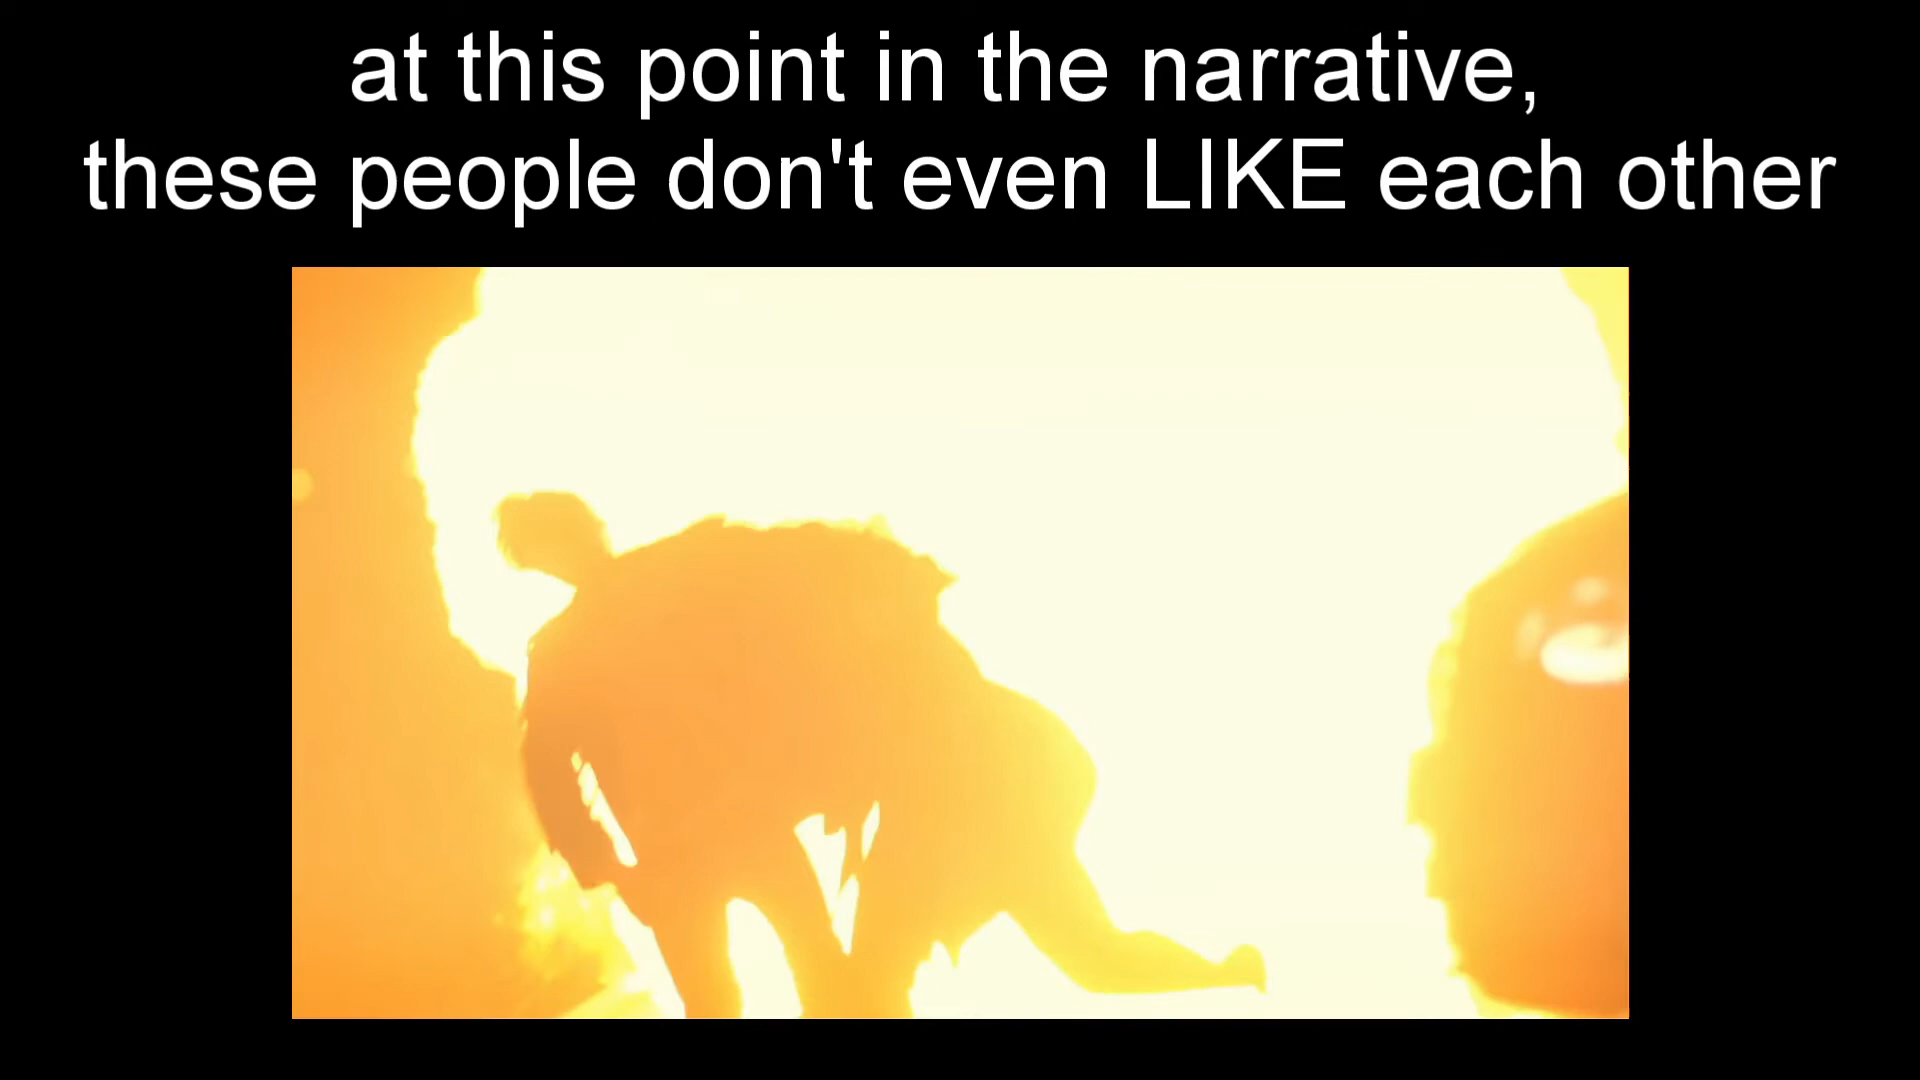 at this point in the narrative,
these people don't even LIKE each other